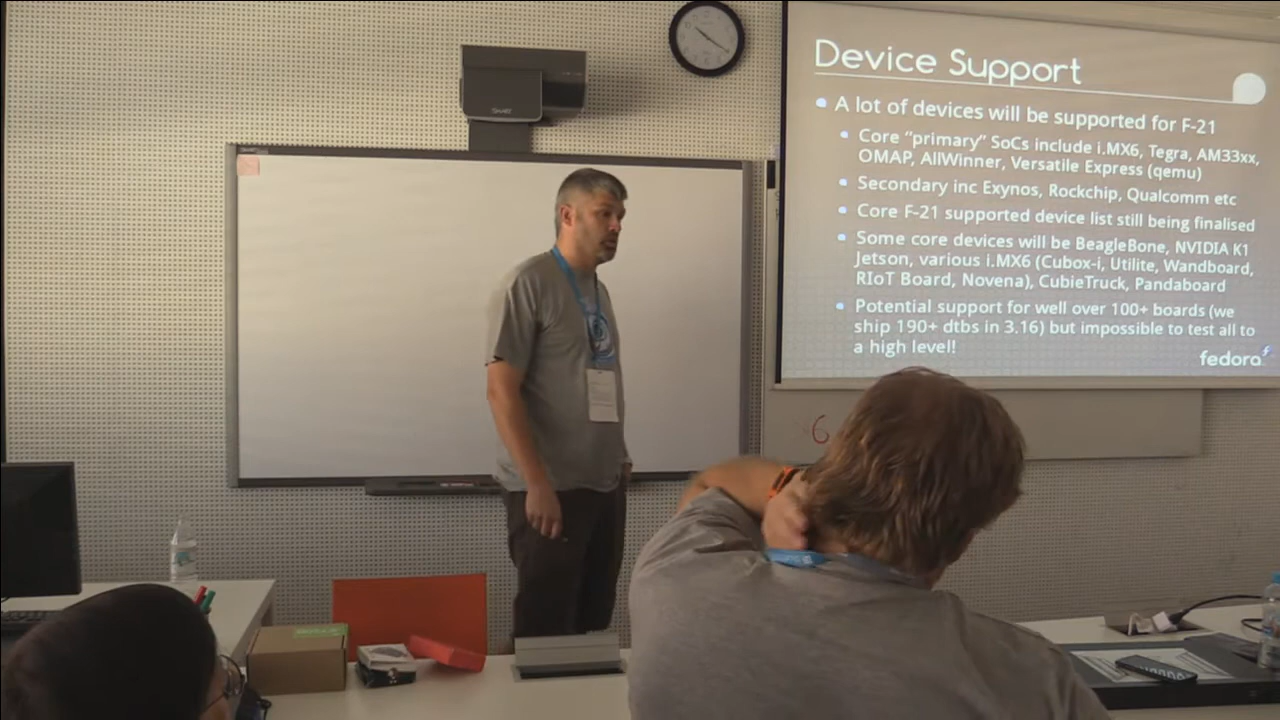 SMART
Device Support
A lot of devices will be supported for F-21
Core “primary” SoCs include i.MX6, Tegra, AM33xx,
OMAP, AllWinner, Versatile Express (qemu)
Secondary inc Exynos, Rockchip, Qualcomm etc
Core F-21 supported device list still being finalised
Some core devices will be BeagleBone, NVIDIA K1
Jetson, various i.MX6 (Cubox-i, Utilite, Wandboard,
RIoT Board, Novena), CubieTruck, Pandaboard
Potential support for well over 100+ boards (we
ship 190+ dtbs in 3.16) but impossible to test all to
a high level!
fedora
6